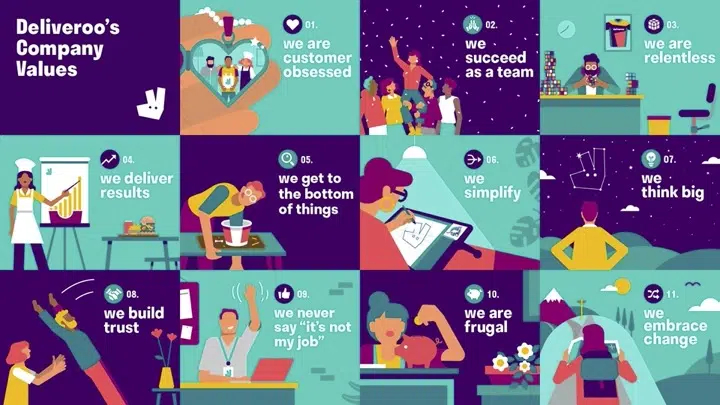 Deliveroo's
Company
Values
01.
we are
customer
obsessed
02.
we
succeed
as a team
03.
we are
relentless
04.
we deliver
results
05.
we get to
the bottom
of things
06.
we
simplify
07.
we
think big
08.
we build
trust
09.
we never
say “it's not
my job”
10.
we are
frugal
11.
we
embrace
change